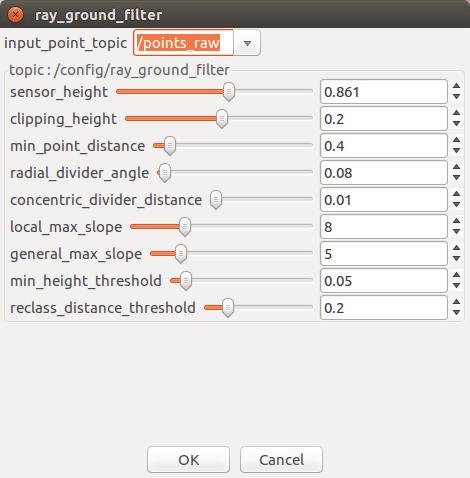 ray_ground_filter
input_point_topic /points_raw
topic:/config/ray_ground_filter
sensor_height 0.861
clipping_height 0.2
min_point_distance 0.4
radial_divider_angle 0.08
concentric_divider_distance 0.01
local_max_slope 8
general_max_slope 5
min_height_threshold 0.05
reclass_distance_threshold 0.2
OK Cancel